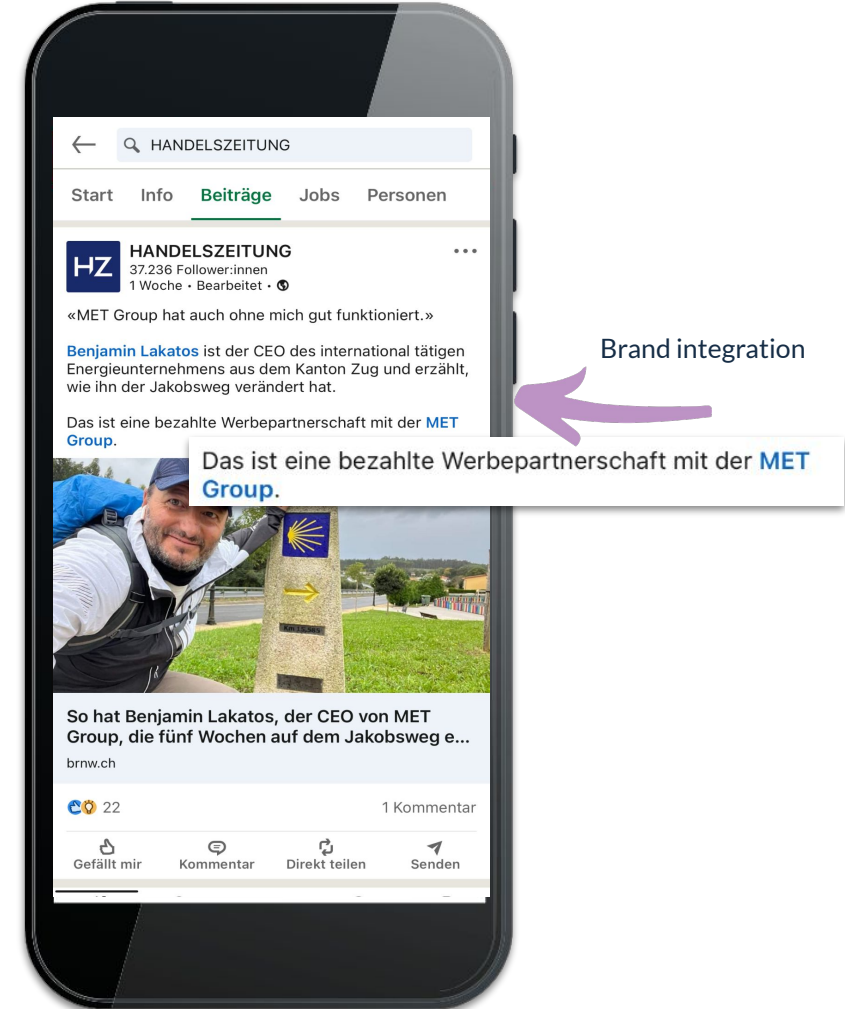 HANDELSZEITUNG
Start Info Beiträge Jobs Personen
HZ
HANDELSZEITUNG
37.236 Follower:innen
1 Woche • Bearbeitet •
«MET Group hat auch ohne mich gut funktioniert.»
Benjamin Lakatos ist der CEO des international tätigen
Energieunternehmens aus dem Kanton Zug und erzählt,
wie ihn der Jakobsweg verändert hat.
Das ist eine bezahlte Werbepartnerschaft mit der MET
Group.
Brand integration
Das ist eine bezahlte Werbepartnerschaft mit der MET
Group.
So hat Benjamin Lakatos, der CEO von MET
Group, die fünf Wochen auf dem Jakobsweg e...
brnw.ch
22 1 Kommentar
Gefällt mir Kommentar Direkt teilen Senden